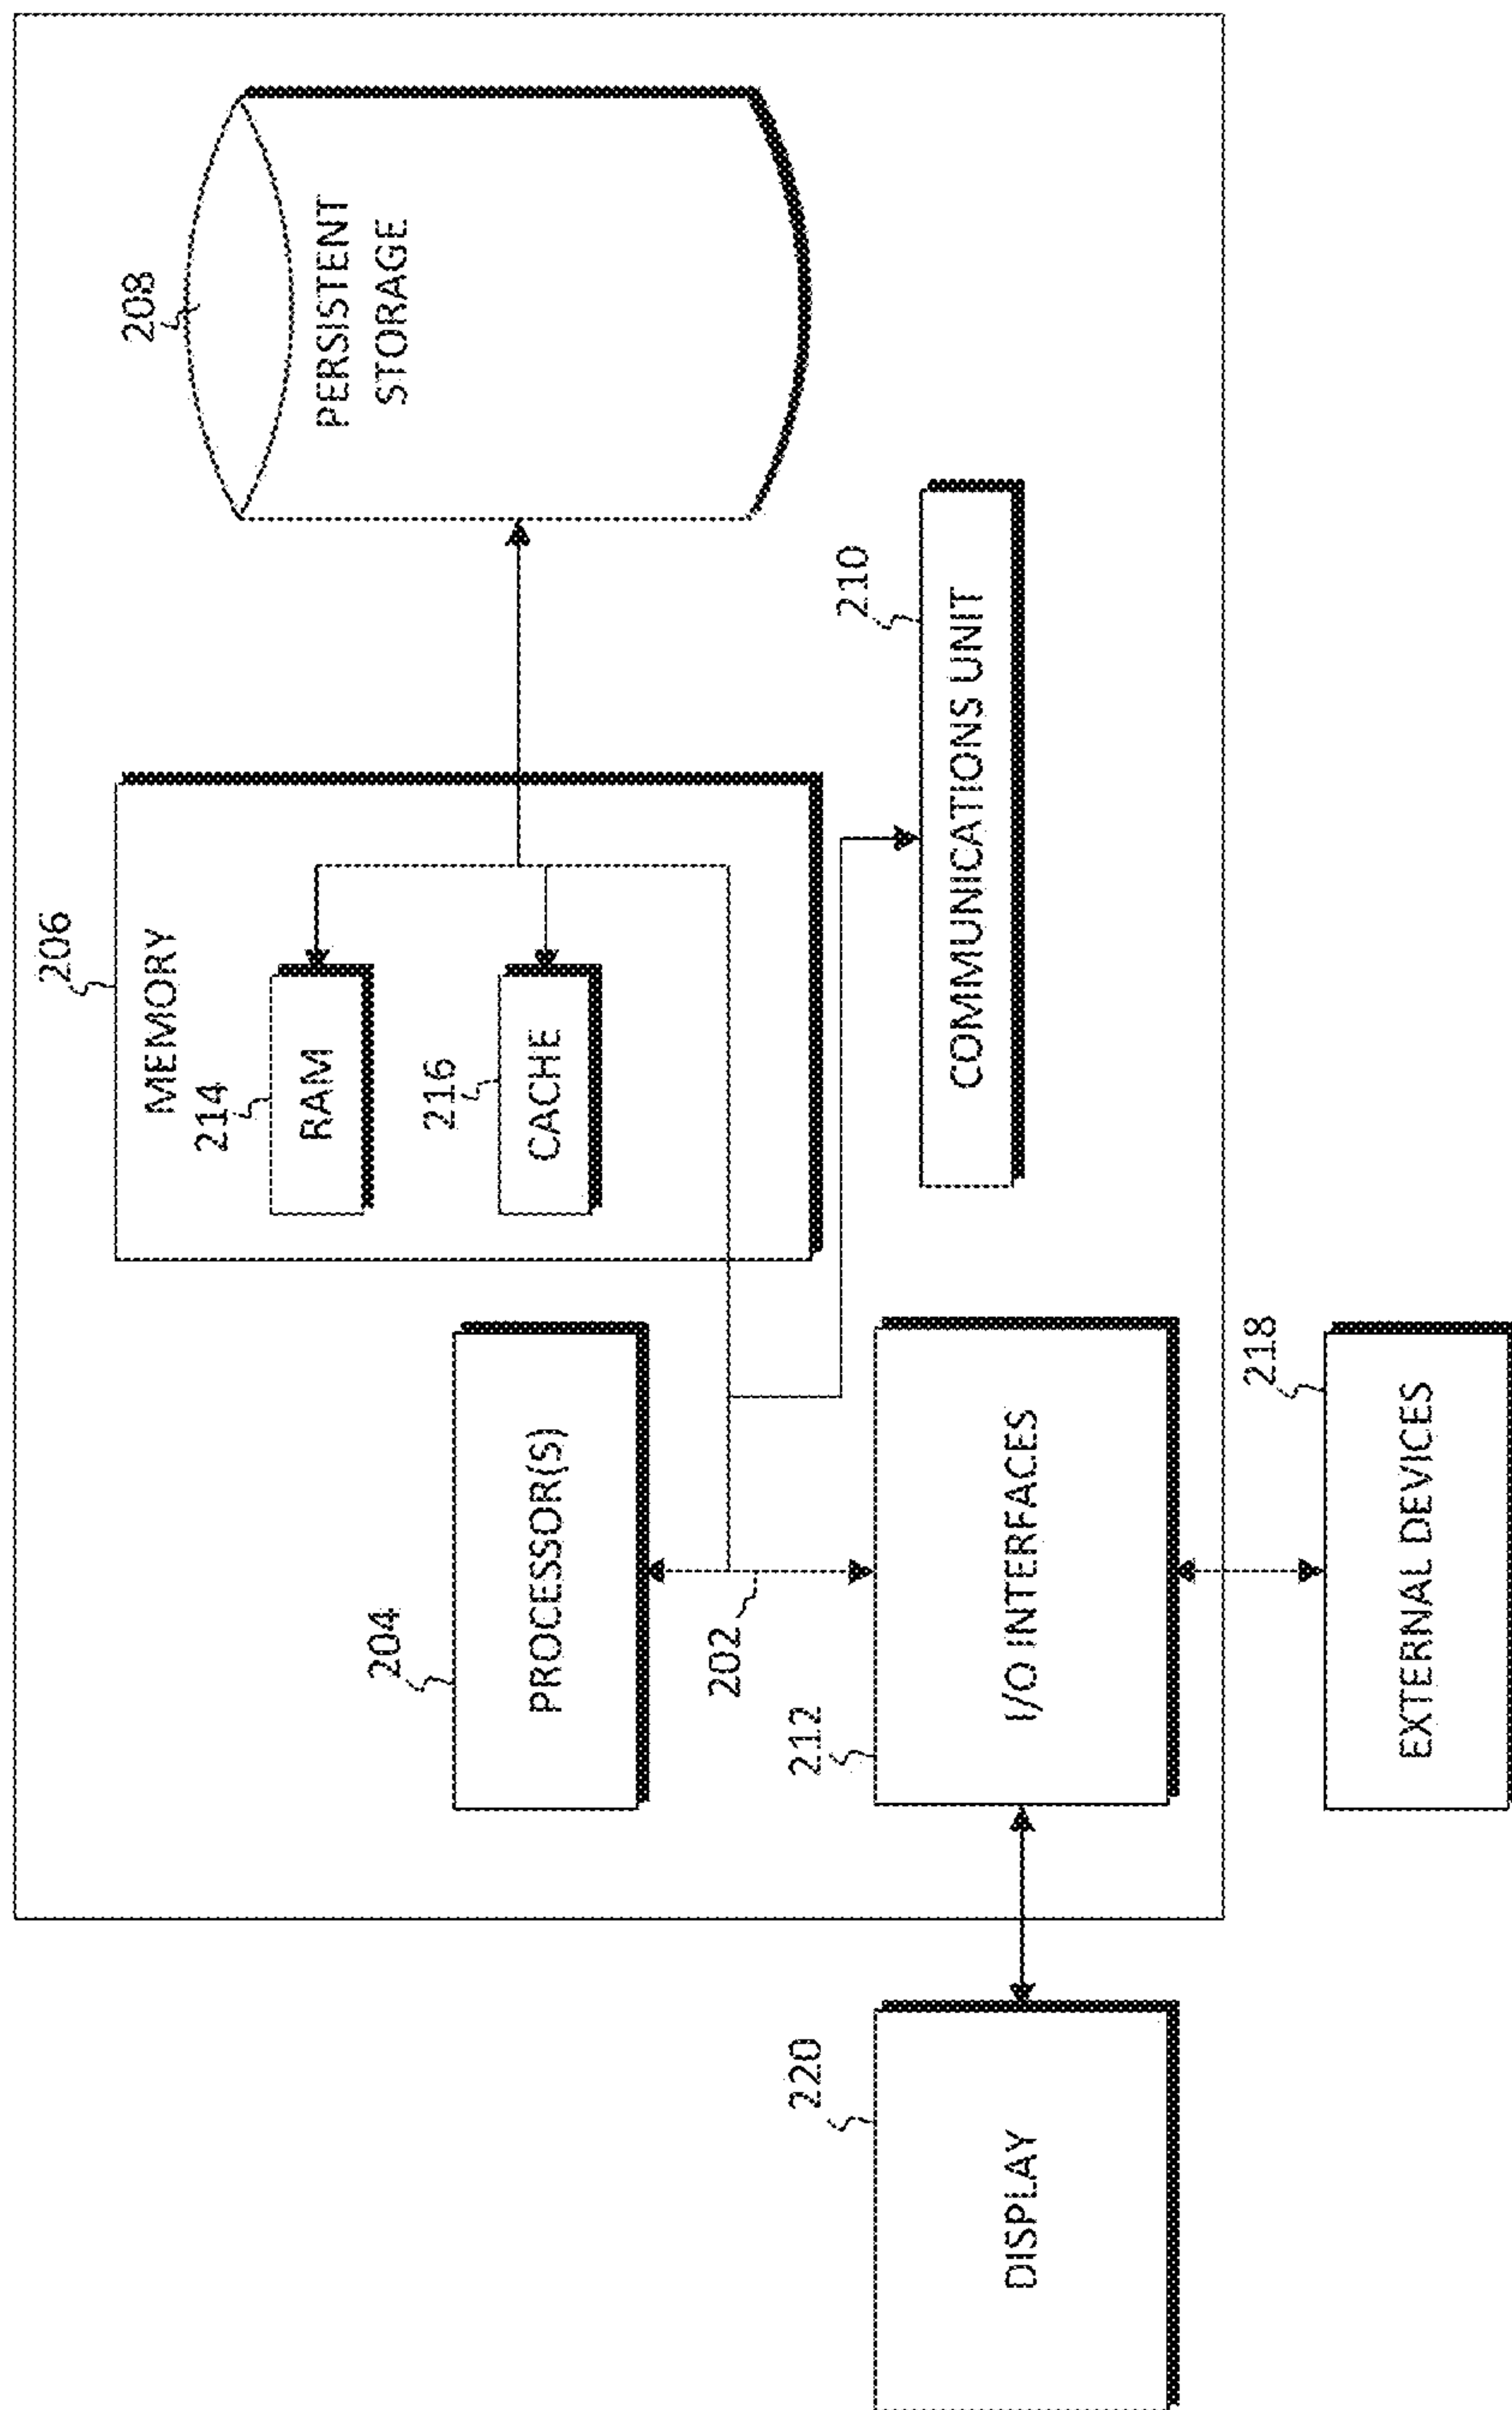 206
MEMORY
208
214
RAM
PERSISTENT
STORAGE
204
216
PROCESSOR(S)
CACHE
202
210
220
212
DISPLAY
I/O INTERFACES
COMMUNICATIONS UNIT
218
EXTERNAL DEVICES